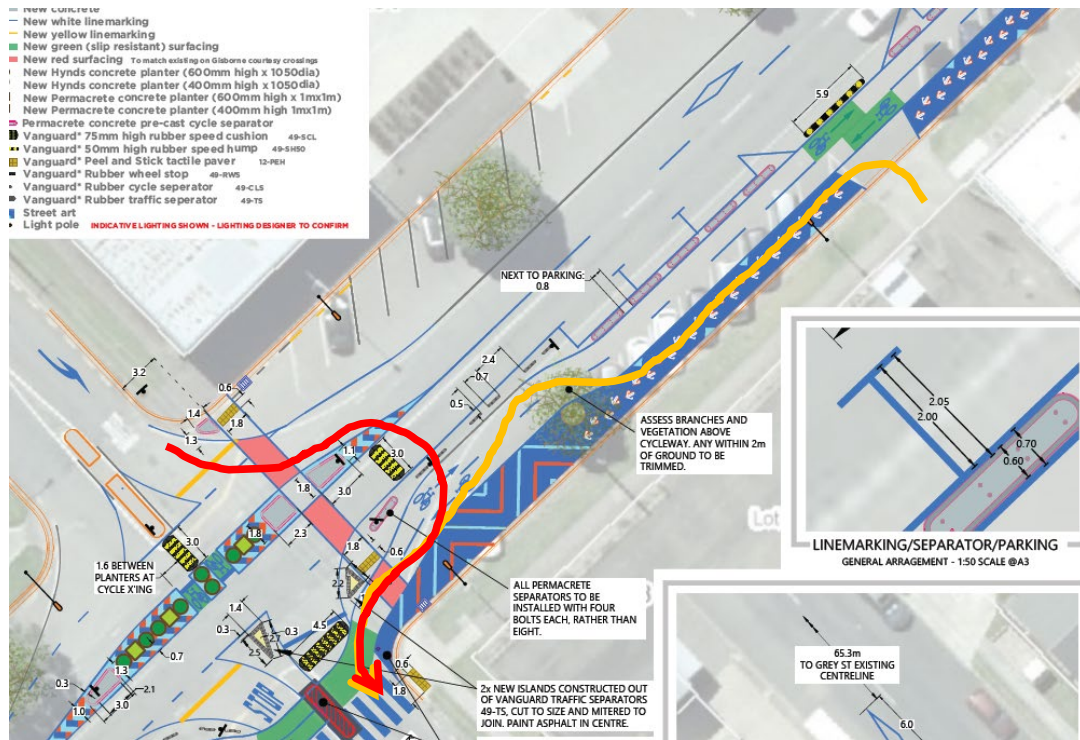 New concrete
New white linemarking
New yellow linemarking
New green (slip resistant) surfacing
New red surfacing To match existing on Gisborne courtesy crossings
New Hynds concrete planter (600mm high x 1050dia)
New Hynds concrete planter (400mm high x 1050dia)
New Permacrete concrete planter (600mm high x 1mx1m)
New Permacrete concrete planter (400mm high 1mx1m)
Permacrete concrete pre-cast cycle separator
Vanguard* 75mm high rubber speed cushion 49-SCL
Vanguard* 50mm high rubber speed hump 49-SH50
Vanguard* Peel and Stick tactile paver 12-PEH
Vanguard* Rubber wheel stop 49-RWS
Vanguard* Rubber cycle seperator 49-CLS
Vanguard* Rubber traffic seperator 49-TS
Street art
Light pole INDICATIVE LIGHTING SHOWN - LIGHTING DESIGNER TO CONFIRM
5.9
NEXT TO PARKING:
0.8
3.2
0.6
1.4
1.8
1.3
2.4
0.7
0.5
ASSESS BRANCHES AND
VEGETATION ABOVE
CYCLEWAY. ANY WITHIN 2m
OF GROUND TO BE
TRIMMED.
1.1
3.0
1.8
3.0
2.3
1.8
3.0
1.8
0.6
2.2
1.6 BETWEEN
PLANTERS AT
CYCLE X'ING
ALL PERMACRETE
SEPARATORS TO BE
INSTALLED WITH FOUR
BOLTS EACH, RATHER THAN
EIGHT.
1.4
0.3
0.3
2.5
4.5
0.7
1.3
0.3
2.1
3.0
1.0
0.6
1.8
STOP
2x NEW ISLANDS CONSTRUCTED OUT
OF VANGUARD TRAFFIC SEPARATORS
49-TS, CUT TO SIZE AND MITERED TO
JOIN. PAINT ASPHALT IN CENTRE.
2.05
2.00
0.70
0.60
LINEMARKING/SEPARATOR/PARKING
GENERAL ARRAGEMENT - 1:50 SCALE @A3
65.3m
TO GREY ST EXISTING
CENTRELINE
6.0